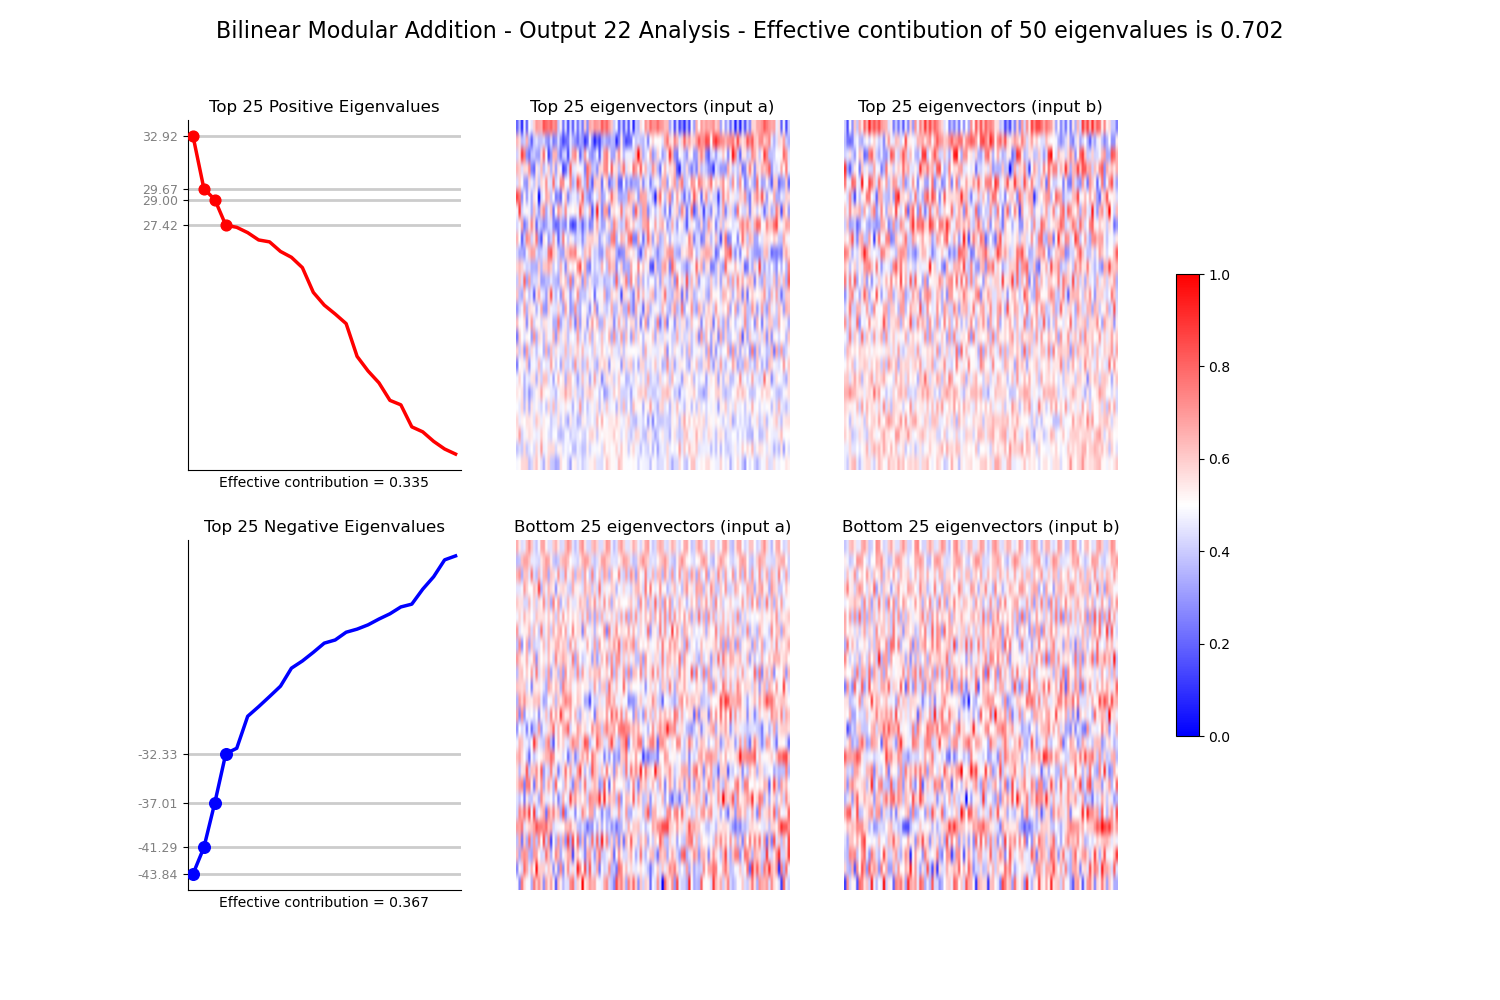 Bilinear Modular Addition - Output 22 Analysis - Effective contibution of 50 eigenvalues is 0.702
Top 25 Positive Eigenvalues
32.92
29.67
29.00
27.42
Effective contribution = 0.335
Top 25 eigenvectors (input a)
Top 25 eigenvectors (input b)
Top 25 Negative Eigenvalues
-32.33
-37.01
-41.29
-43.84
Effective contribution = 0.367
Bottom 25 eigenvectors (input a)
Bottom 25 eigenvectors (input b)
1.0
0.8
0.6
0.4
0.2
0.0